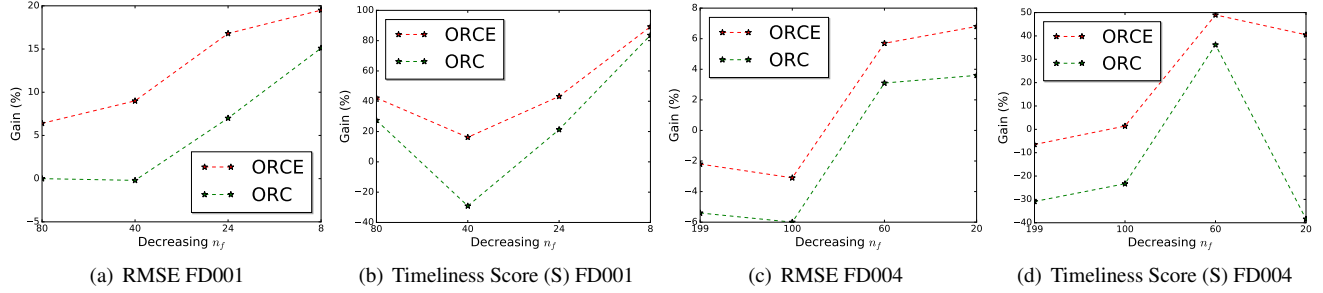 20
15
10
5
0
−5
Gain (%)
80 40 24 8
Decreasing n_f
ORCE
ORC
(a) RMSE FD001
100
80
60
40
20
0
−20
−40
Gain (%)
80 40 24 8
Decreasing n_f
ORCE
ORC
(b) Timeliness Score (S) FD001
8
6
4
2
0
−2
−4
−6
Gain (%)
199 100 60 20
Decreasing n_f
ORCE
ORC
(c) RMSE FD004
50
40
30
20
10
0
−10
−20
−30
−40
Gain (%)
199 100 60 20
Decreasing n_f
ORCE
ORC
(d) Timeliness Score (S) FD004